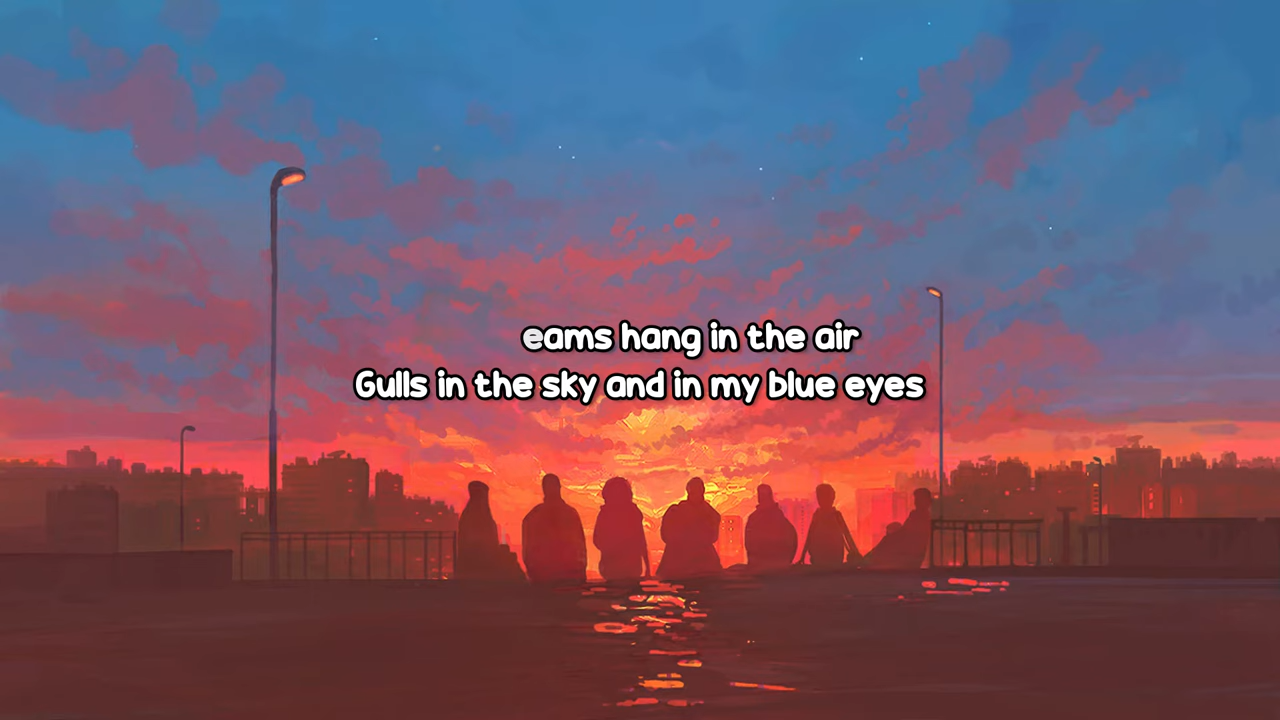 eams hang in the air
Gulls in the sky and in my blue eyes